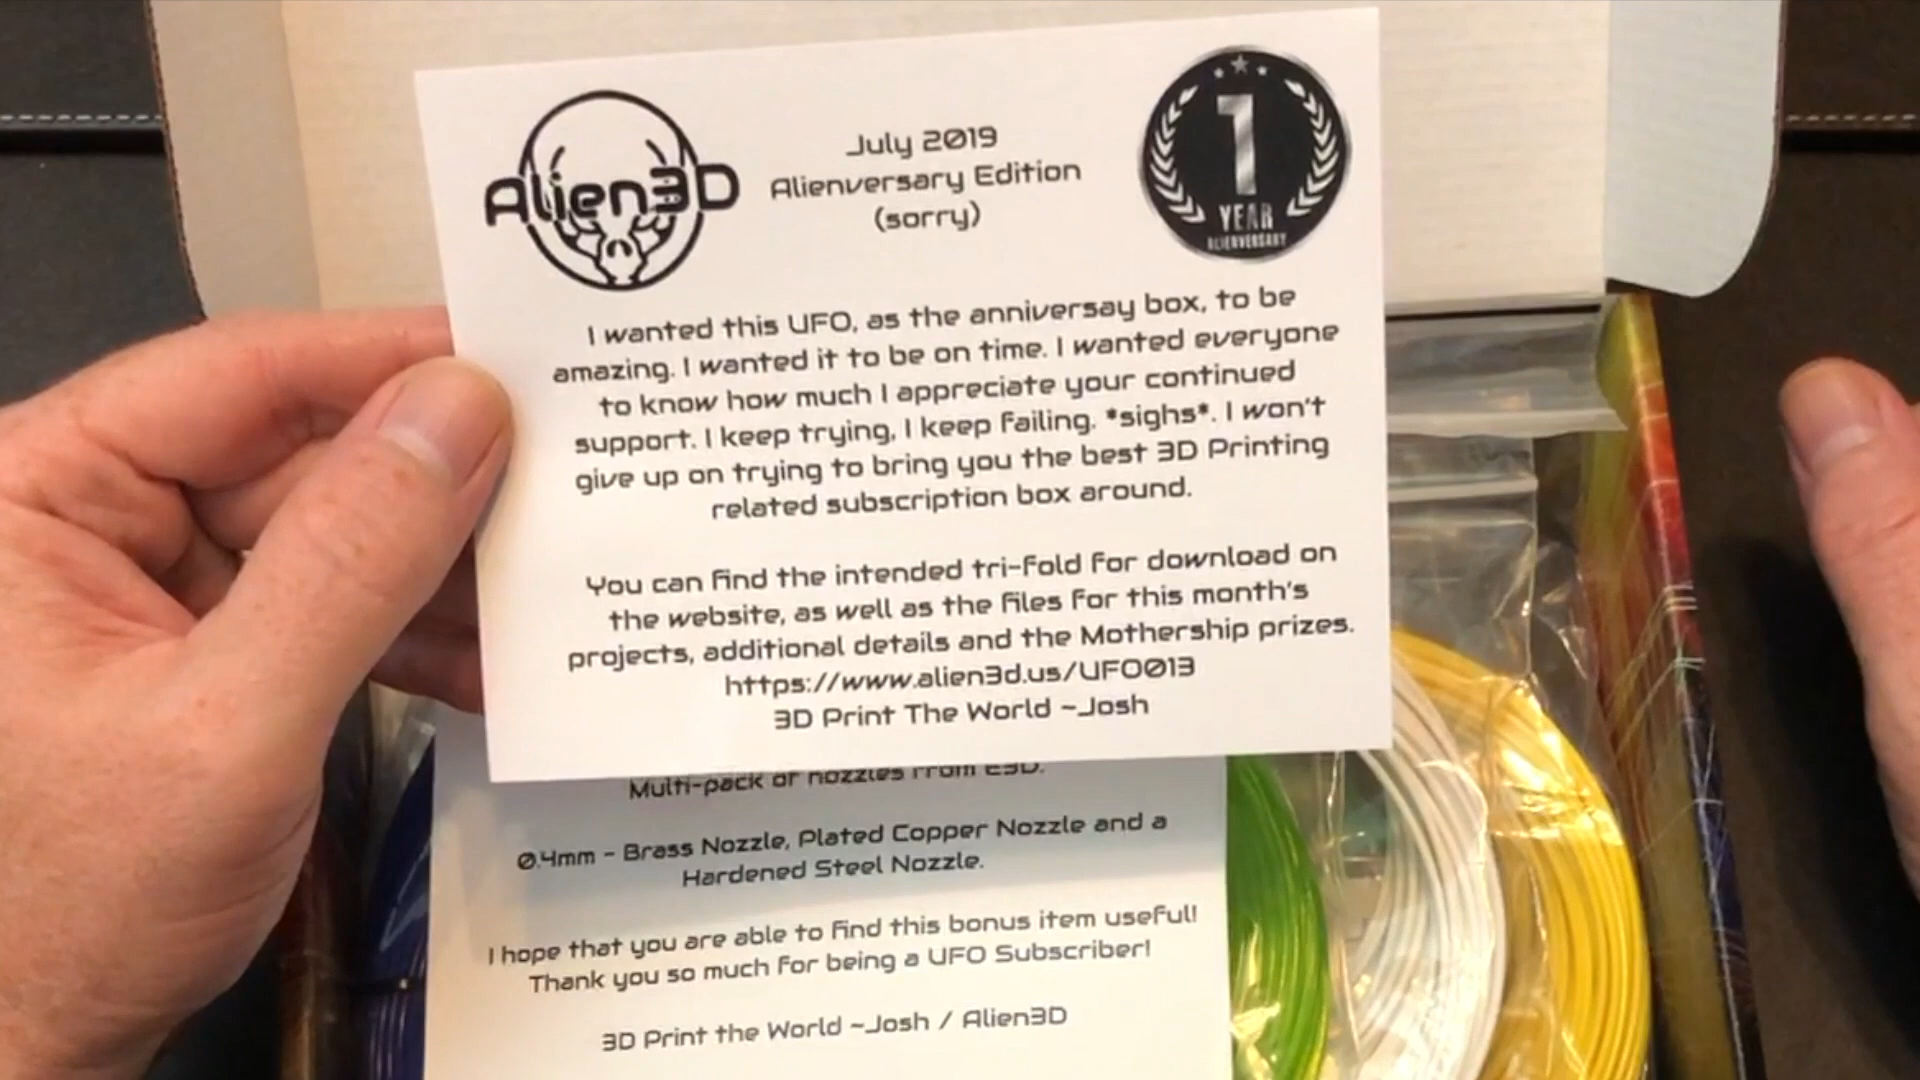 Alien3D
July 2019
Alienversary Edition
(sorry)
1
YEAR
ALIENVERSARY
I wanted this UFO, as the anniversay box, to be
amazing. I wanted it to be on time. I wanted everyone
to know how much I appreciate your continued
support. I keep trying, I keep failing. *sighs*. I won't
give up on trying to bring you the best 3D Printing
related subscription box around.
You can find the intended tri-fold for download on
the website, as well as the files for this month's
projects, additional details and the Mothership prizes.
https://www.alien3d.us/UFO013
3D Print The World ~Josh
Multi-pack of nozzles from E3D.
0.4mm - Brass Nozzle, Plated Copper Nozzle and a
Hardened Steel Nozzle.
I hope that you are able to find this bonus item useful!
Thank you so much for being a UFO Subscriber!
3D Print the World ~Josh / Alien3D